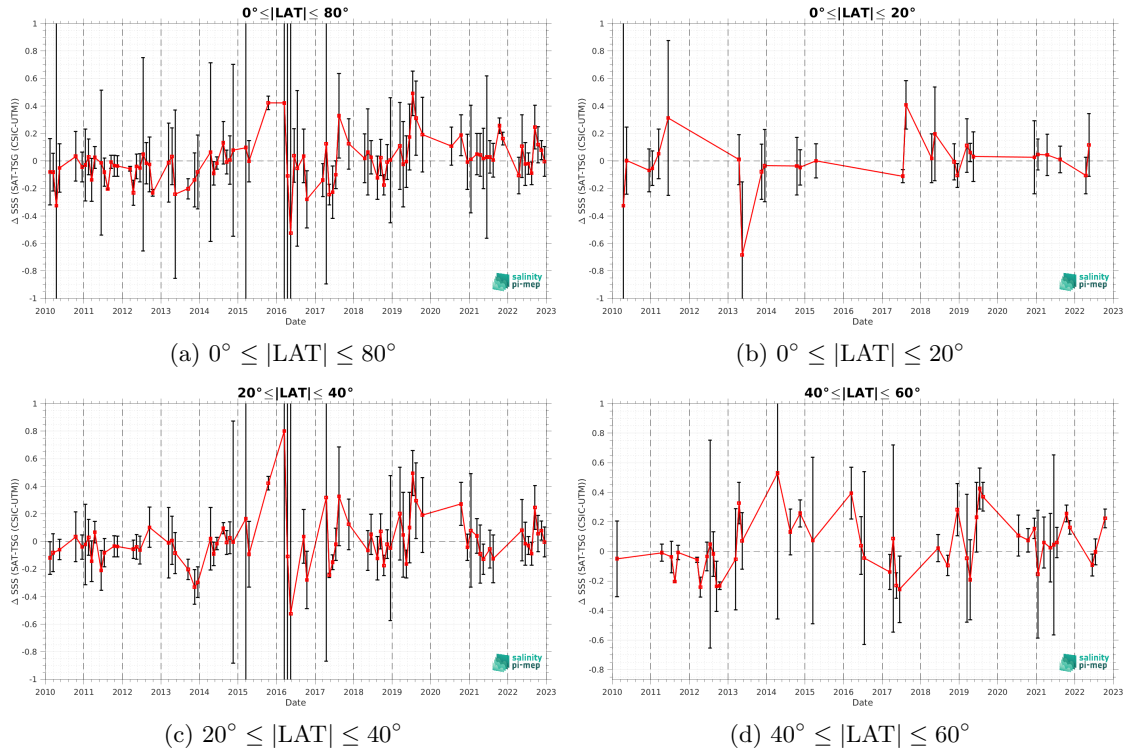 0°≤|LAT|≤ 80°
Δ SSS (SAT-TSG (CSIC-UTM))
1
0.8
0.6
0.4
0.2
0
-0.2
-0.4
-0.6
-0.8
-1
2010 2011 2012 2013 2014 2015 2016 2017 2018 2019 2020 2021 2022 2023
Date
salinity
pi-mep
(a) 0° ≤ |LAT| ≤ 80°
0°≤|LAT|≤ 20°
Δ SSS (SAT-TSG (CSIC-UTM))
1
0.8
0.6
0.4
0.2
0
-0.2
-0.4
-0.6
-0.8
-1
2010 2011 2012 2013 2014 2015 2016 2017 2018 2019 2020 2021 2022 2023
Date
salinity
pi-mep
(b) 0° ≤ |LAT| ≤ 20°
20°≤|LAT|≤ 40°
Δ SSS (SAT-TSG (CSIC-UTM))
1
0.8
0.6
0.4
0.2
0
-0.2
-0.4
-0.6
-0.8
-1
2010 2011 2012 2013 2014 2015 2016 2017 2018 2019 2020 2021 2022 2023
Date
salinity
pi-mep
(c) 20° ≤ |LAT| ≤ 40°
40°≤|LAT|≤ 60°
Δ SSS (SAT-TSG (CSIC-UTM))
1
0.8
0.6
0.4
0.2
0
-0.2
-0.4
-0.6
-0.8
2010 2011 2012 2013 2014 2015 2016 2017 2018 2019 2020 2021 2022 2023
Date
salinity
pi-mep
(d) 40° ≤ |LAT| ≤ 60°